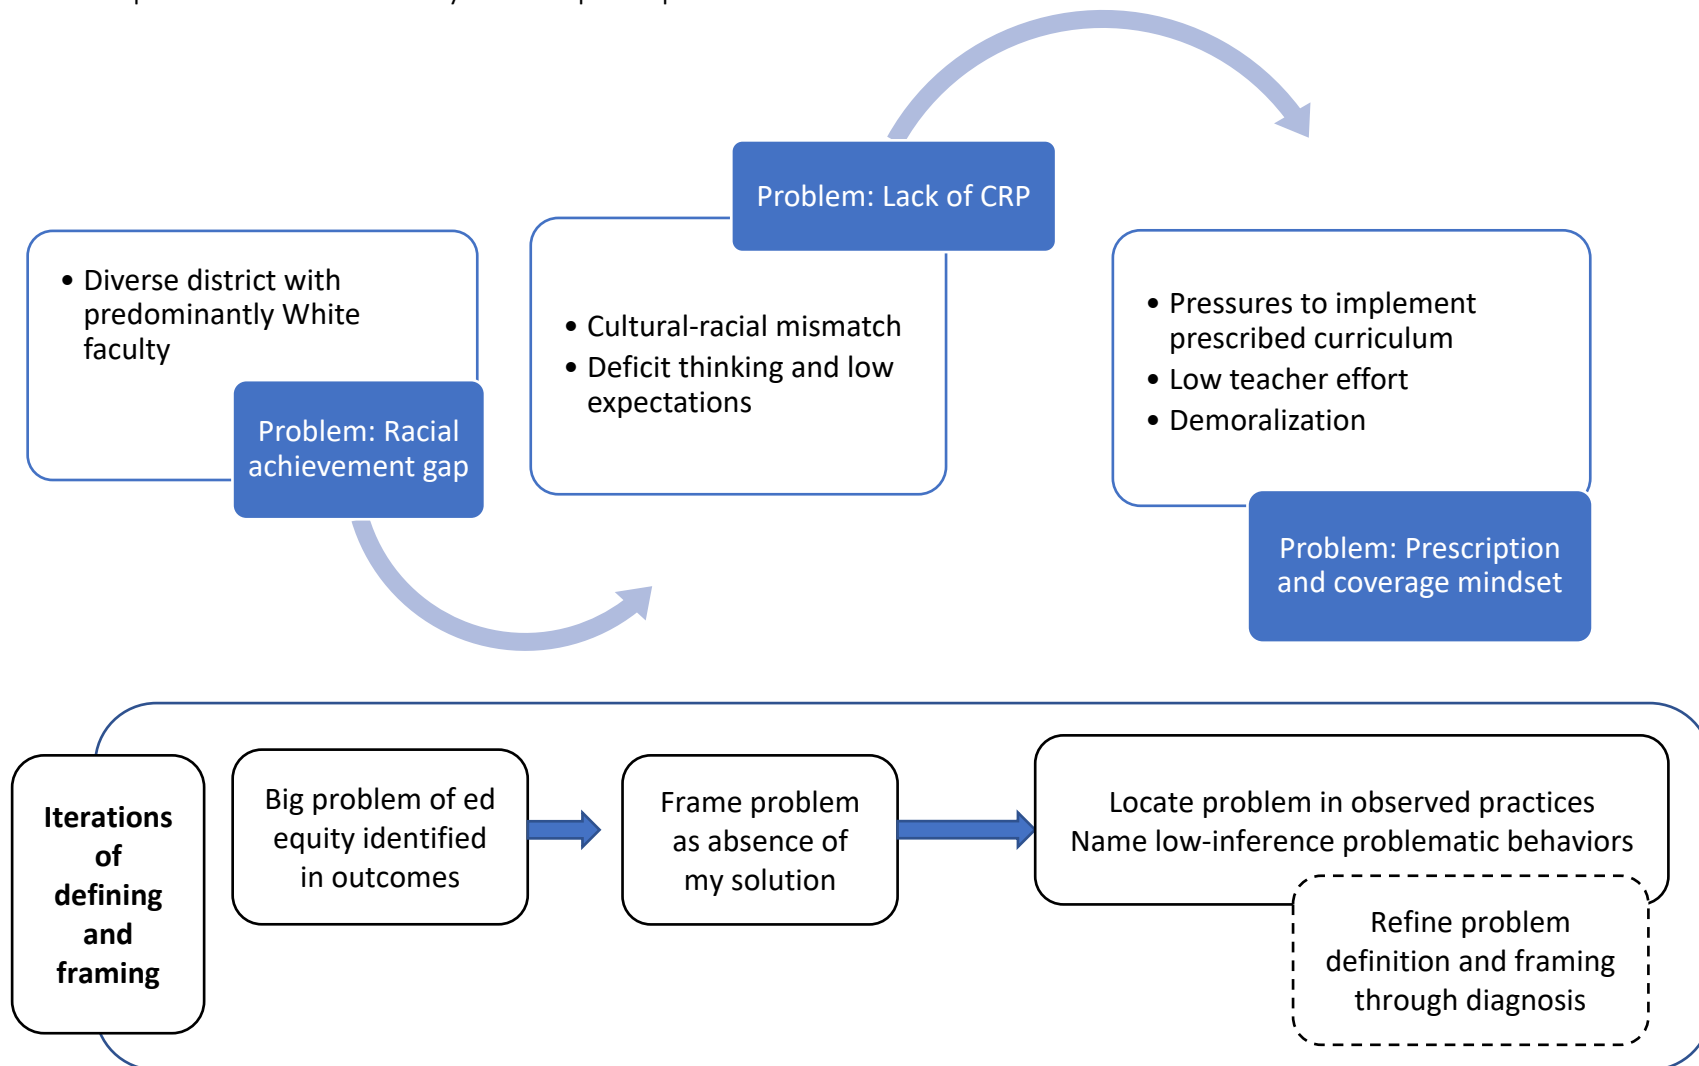 • Diverse district with
predominantly White
faculty
Problem: Racial
achievement gap
Problem: Lack of CRP
• Cultural-racial mismatch
• Deficit thinking and low
expectations
• Pressures to implement
prescribed curriculum
• Low teacher effort
• Demoralization
Problem: Prescription
and coverage mindset
Iterations
of
defining
and
framing
Big problem of ed
equity identified
in outcomes
Frame problem
as absence of
my solution
Locate problem in observed practices
Name low-inference problematic behaviors
Refine problem
definition and framing
through diagnosis